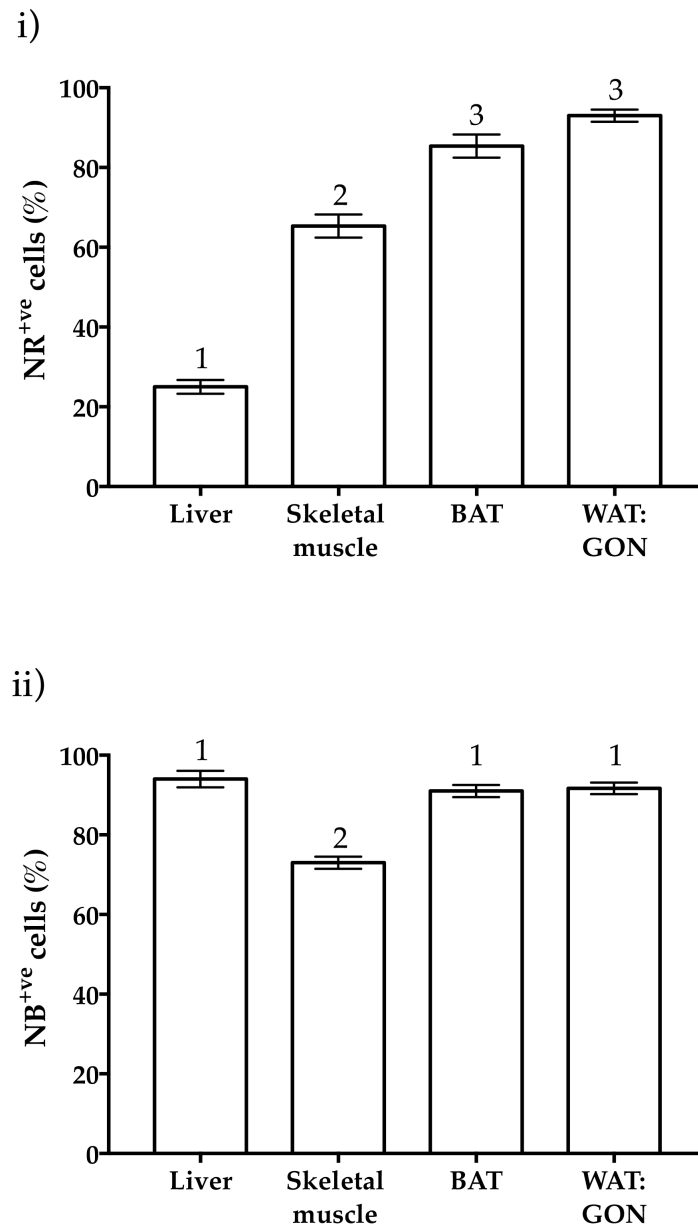 i)
NR+ve cells (%)
100
80
60
40
20
0
1
2
3
3
Liver
Skeletal
muscle
BAT
WAT:
GON
ii)
NB+ve cells (%)
100
80
60
40
20
0
1
2
1
1
Liver
Skeletal
muscle
BAT
WAT:
GON